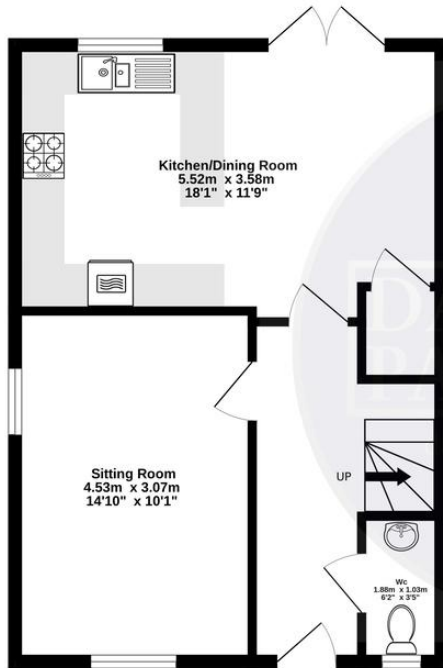 Kitchen/Dining Room
5.52m x 3.58m
18'1" x 11'9"
Sitting Room
4.53m x 3.07m
14'10" x 10'1"
UP
Wc
1.88m x 1.03m
6'2" x 3'5"